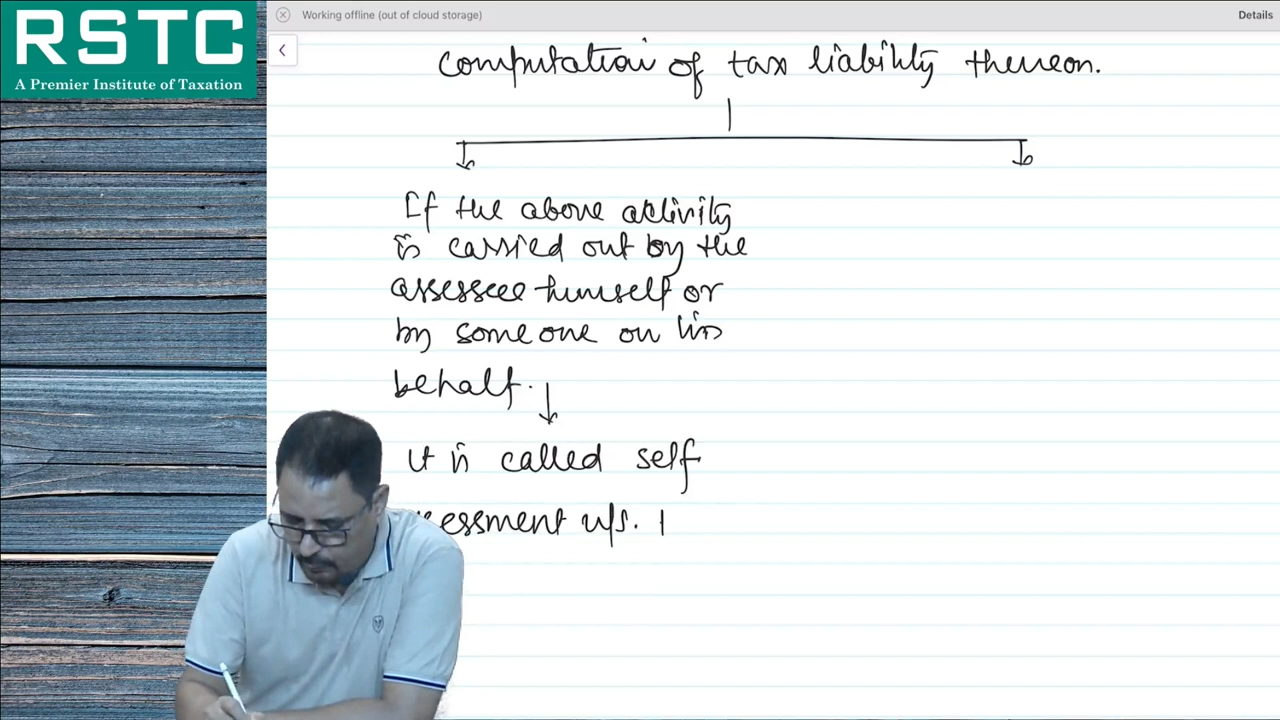 RSTC
A Premier Institute of Taxation
Working offline (out of cloud storage)
Details
computation of tax liability thereon.
If the above activity
is carried out by the
assessee himself or
by someone on his
behalf.
It is called self
sessment u/s. 1